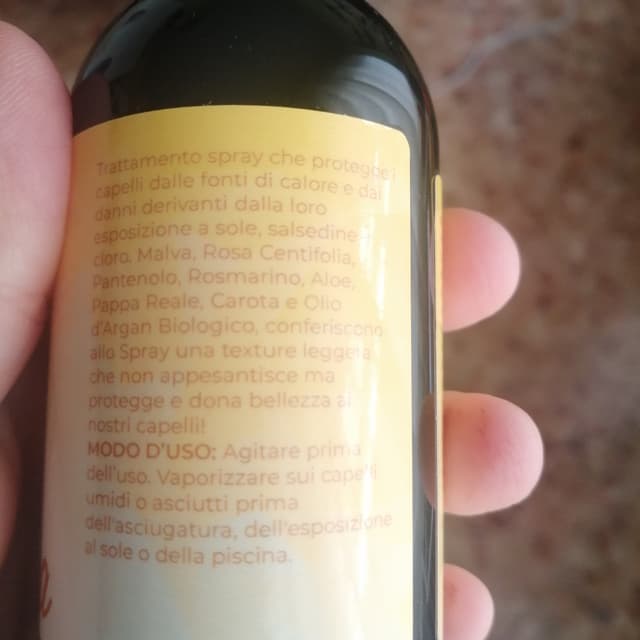 Trattamento spray che protegge i
capelli dalle fonti di calore e dai
danni derivanti dalla loro
esposizione a sole, salsedine
cloro. Malva, Rosa Centifolia,
Pantenolo, Rosmarino, Aloe,
Pappa Reale, Carota e Olio
d'Argan Biologico, conferiscono
allo Spray una texture leggera
che non appesantisce ma
protegge e dona bellezza ai
nostri capelli!
MODO D'USO: Agitare prima
dell'uso. Vaporizzare sui capelli
umidi o asciutti prima
dell'asciugatura, dell'esposizione
al sole o della piscina.